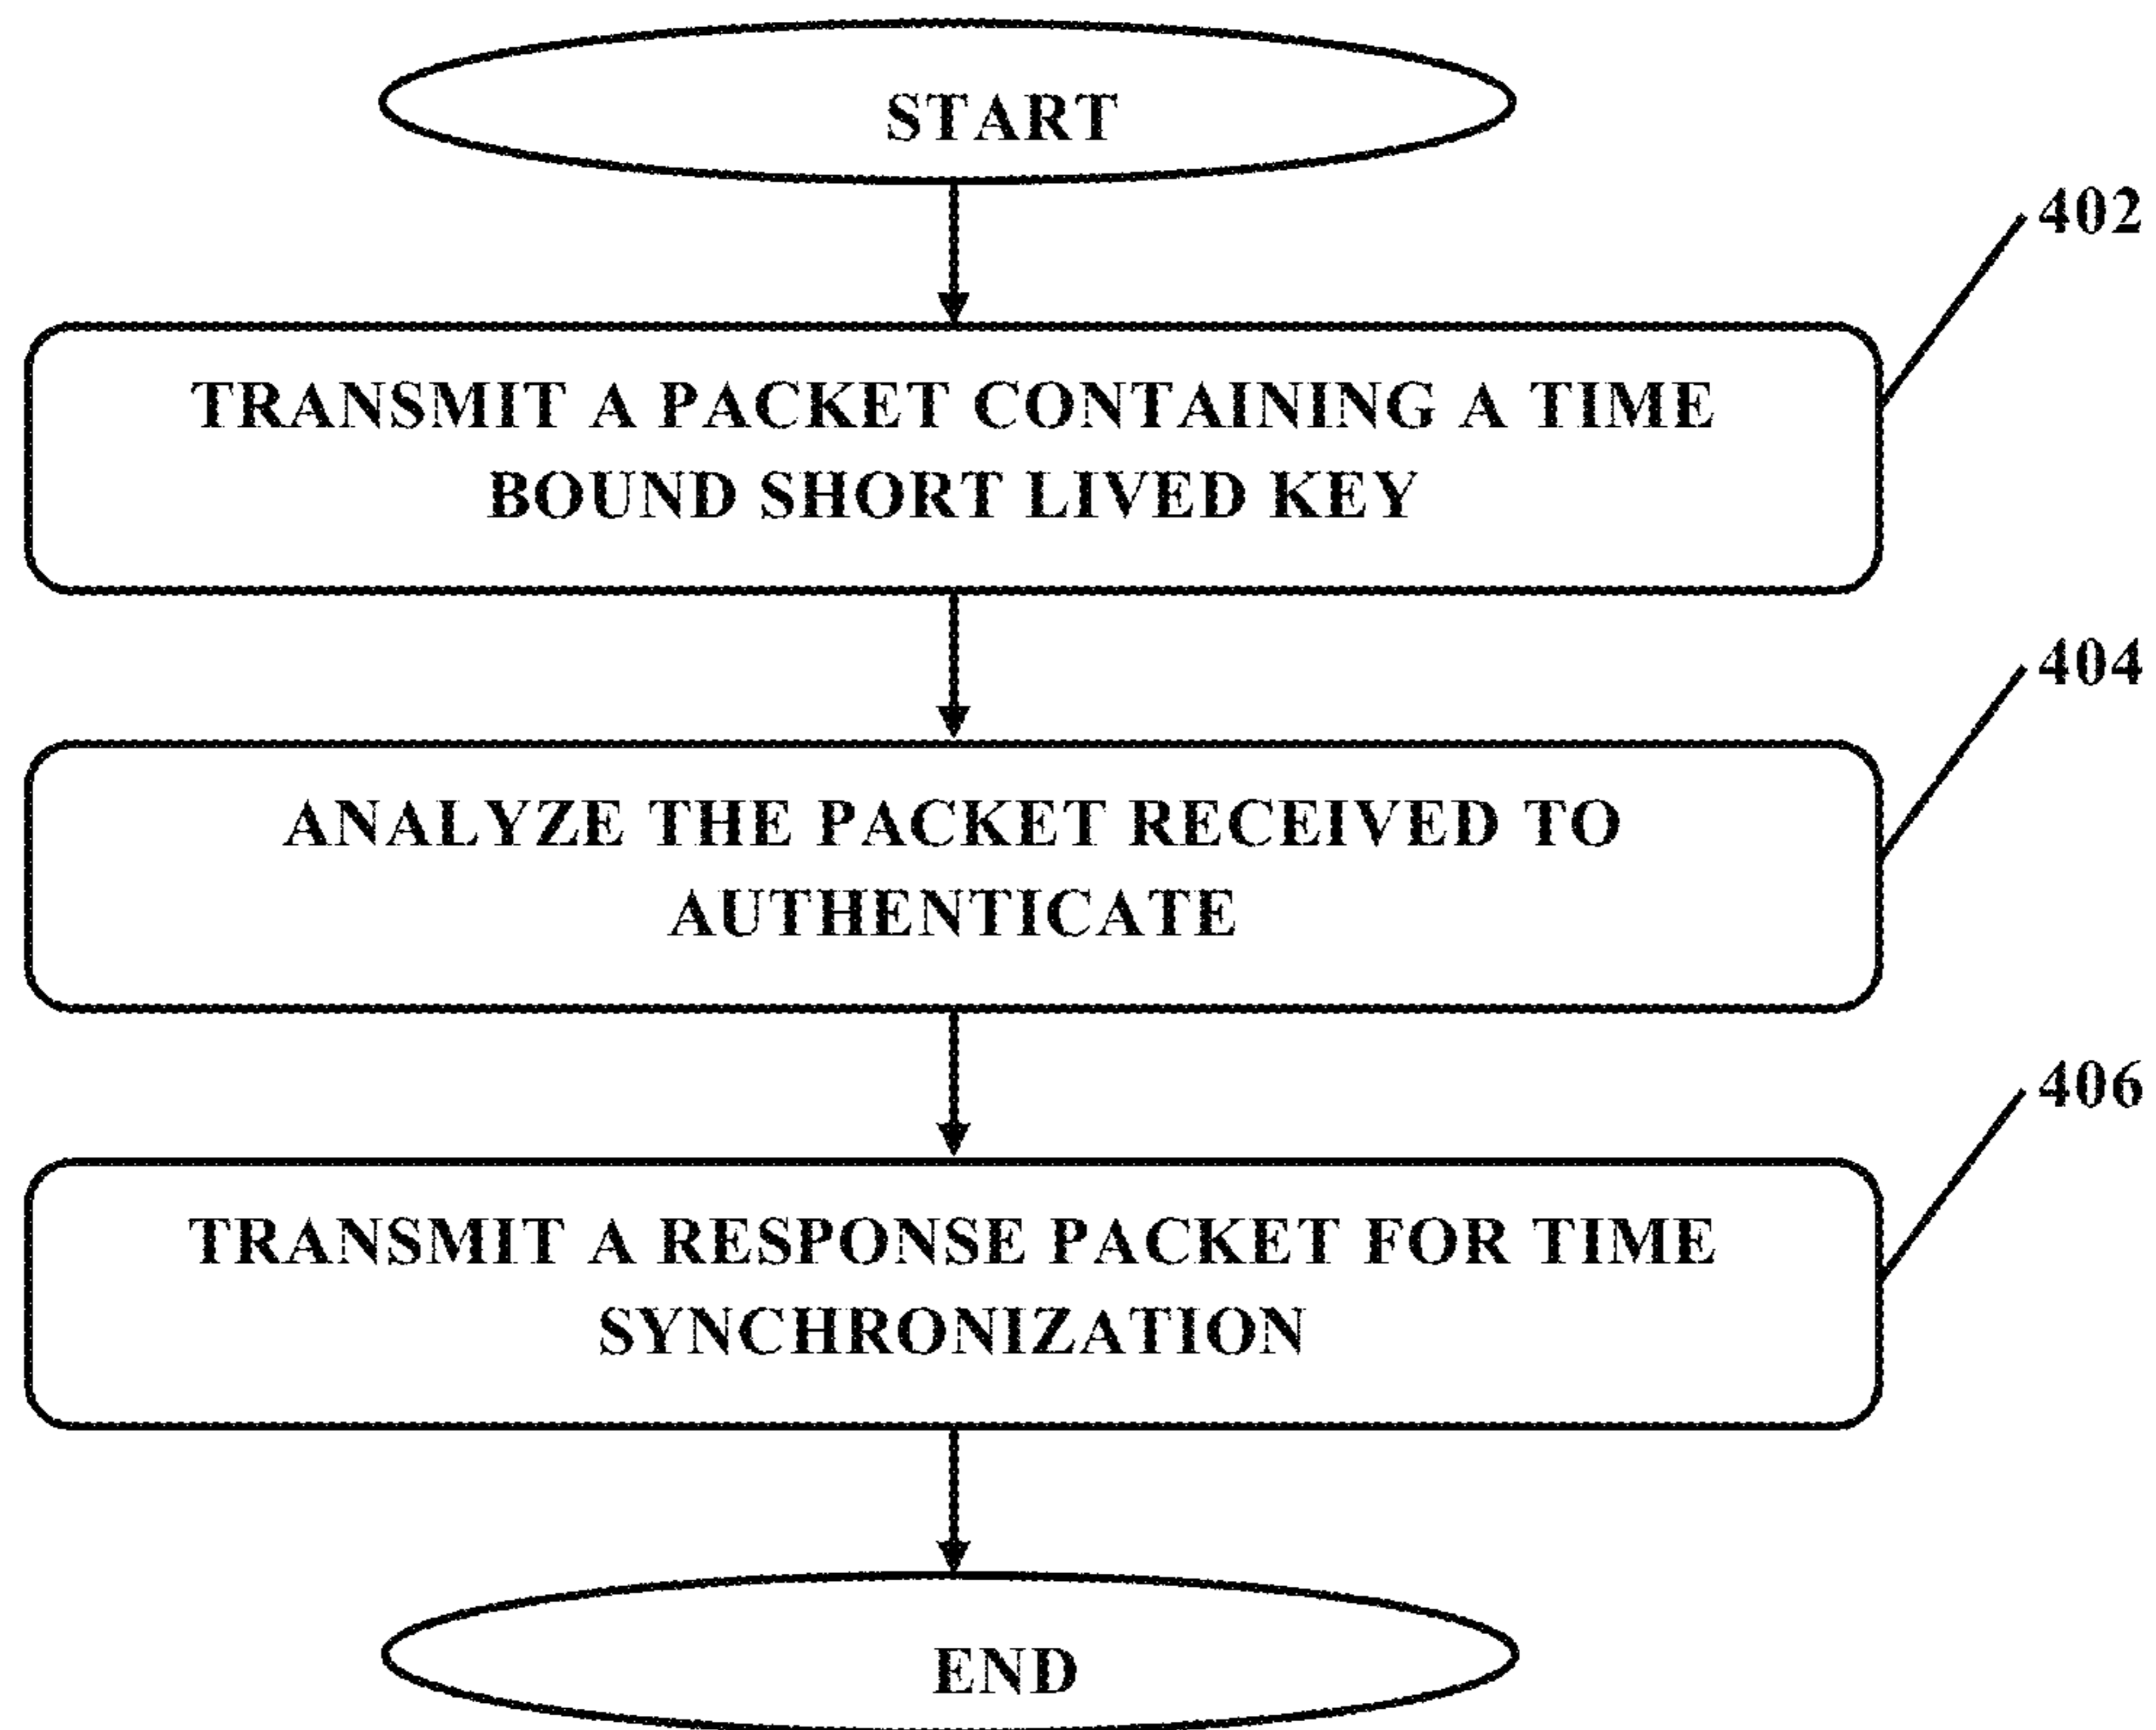 START
402
TRANSMIT A PACKET CONTAINING A TIME
BOUND SHORT LIVED KEY
404
ANALYZE THE PACKET RECEIVED TO
AUTHENTICATE
406
TRANSMIT A RESPONSE PACKET FOR TIME
SYNCHRONIZATION
END